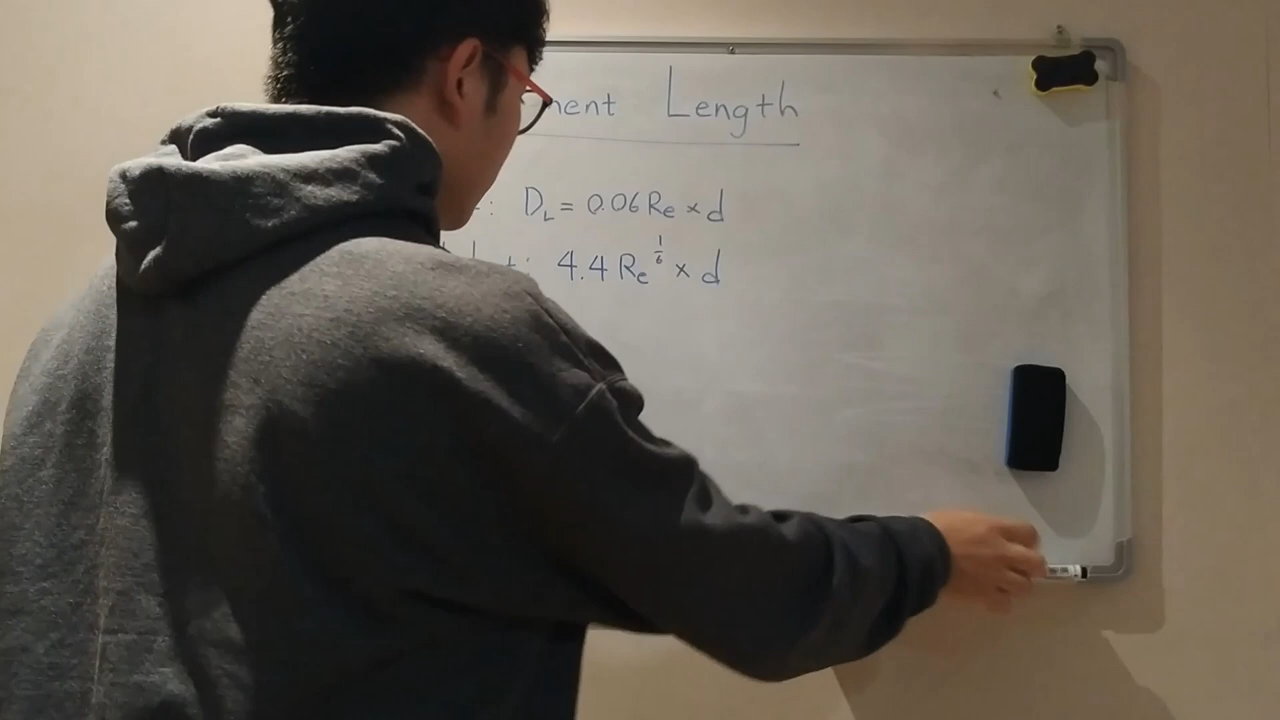 ment Length
: D_L = 0.06 Re × d
t: 4.4 Re^{1/6} × d